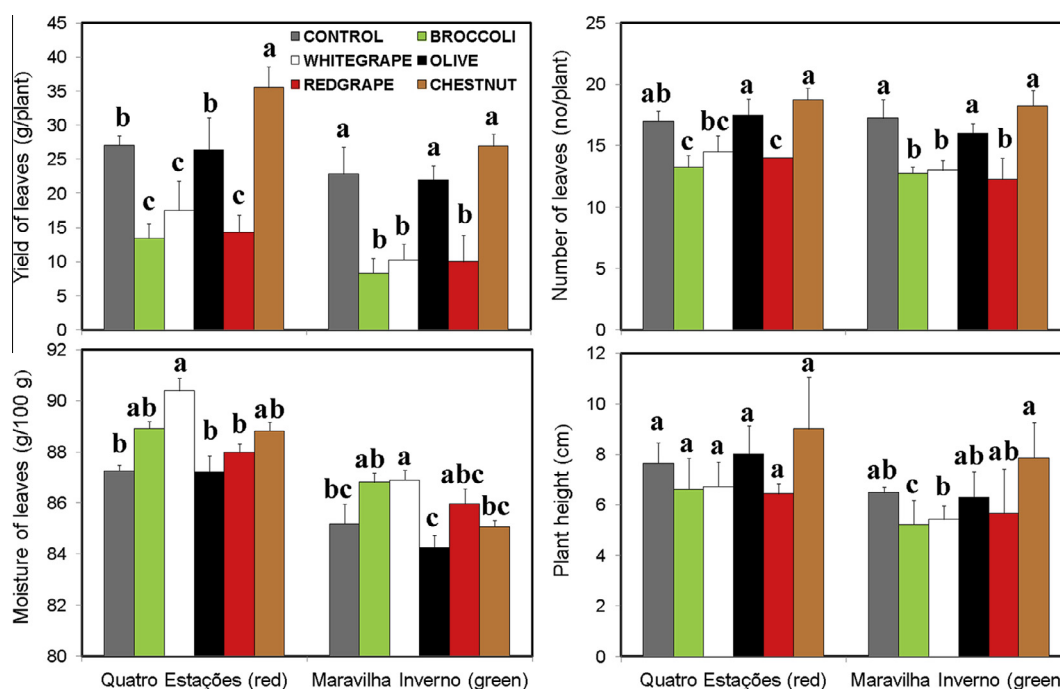 Yield of leaves (g/plant)
45
40
35
30
25
20
15
10
5
0
CONTROL BROCCOLI
WHITEGRAPE OLIVE
REDGRAPE CHESTNUT
b c c b c a
a b b a b a
Number of leaves (no/plant)
25
20
15
10
5
0
ab c bc a c a
a b b a b a
Moisture of leaves (g/100 g)
92
90
88
86
84
82
80
b ab a b b ab
bc ab a c abc bc
Quatro Estações (red) Maravilha Inverno (green)
Plant height (cm)
12
10
8
6
4
2
0
a a a a a a
ab c b ab ab a
Quatro Estações (red) Maravilha Inverno (green)